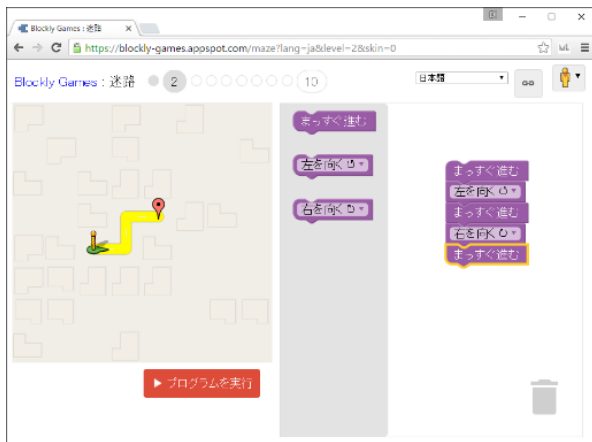 Blockly Games : 迷路
https://blockly-games.appspot.com/maze?lang=ja&level=2&skin=0
Blockly Games : 迷路 2 10
日本語
まっすぐ進む
左を向く
右を向く
まっすぐ進む
左を向く
まっすぐ進む
右を向く
まっすぐ進む
プログラムを実行